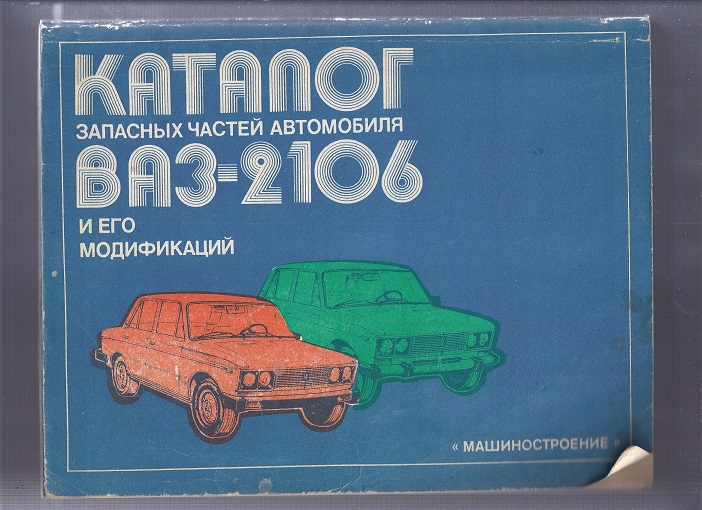 КАТАЛОГ
ЗАПАСНЫХ ЧАСТЕЙ АВТОМОБИЛЯ
ВАЗ-2106
И ЕГО
МОДИФИКАЦИЙ
« МАШИНОСТРОЕНИЕ »